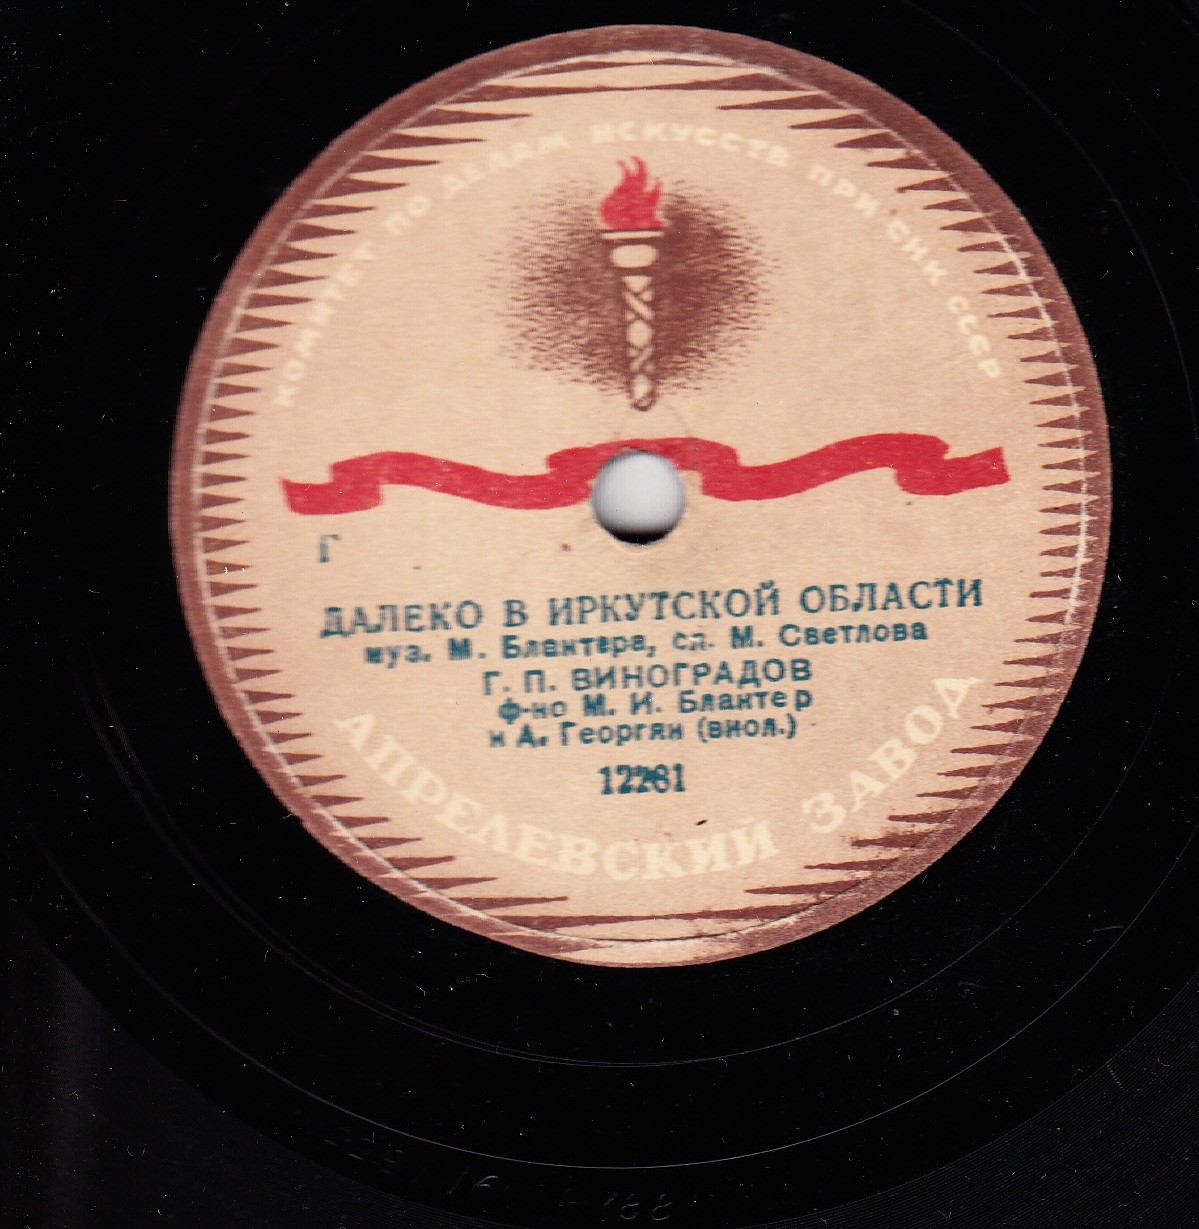 КОМИТЕТ ПО ДЕЛАМ ИСКУССТВ ПРИ СНК СССР
Г
ДАЛЕКО В ИРКУТСКОЙ ОБЛАСТИ
муз. М. Блантера, сл. М. Светлова
Г. П. ВИНОГРАДОВ
ф-но М. И. Блантер
и А. Георгян (виол.)
12261
АПРЕЛЕВСКИЙ ЗАВОД